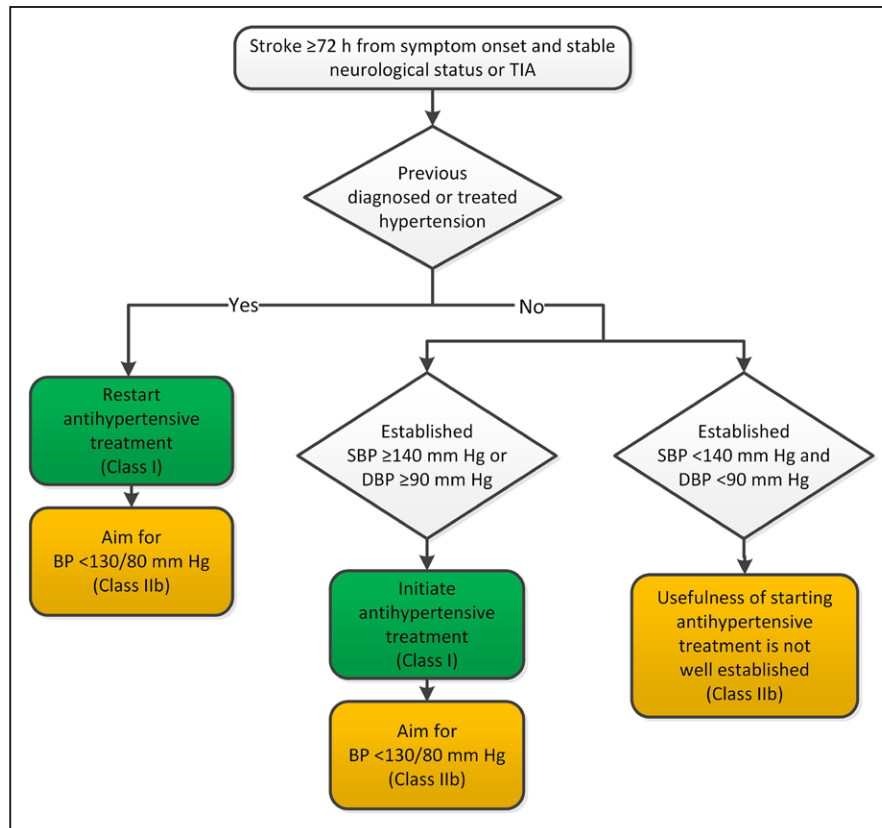 Stroke ≥72 h from symptom onset and stable
neurological status or TIA
Previous
diagnosed or treated
hypertension
Yes
No
Restart
antihypertensive
treatment
(Class I)
Aim for
BP <130/80 mm Hg
(Class IIb)
Established
SBP ≥140 mm Hg or
DBP ≥90 mm Hg
Initiate
antihypertensive
treatment
(Class I)
Aim for
BP <130/80 mm Hg
(Class IIb)
Established
SBP <140 mm Hg and
DBP <90 mm Hg
Usefulness of starting
antihypertensive
treatment is not
well established
(Class IIb)